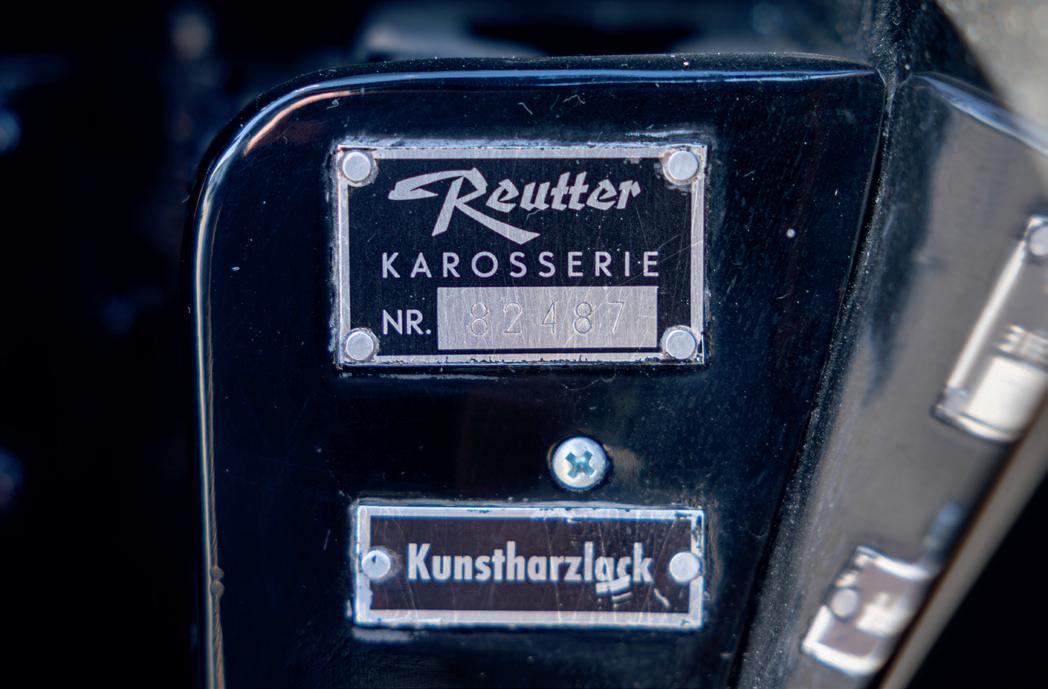 Reutter
KAROSSERIE
NR. 82487
Kunstharzlack